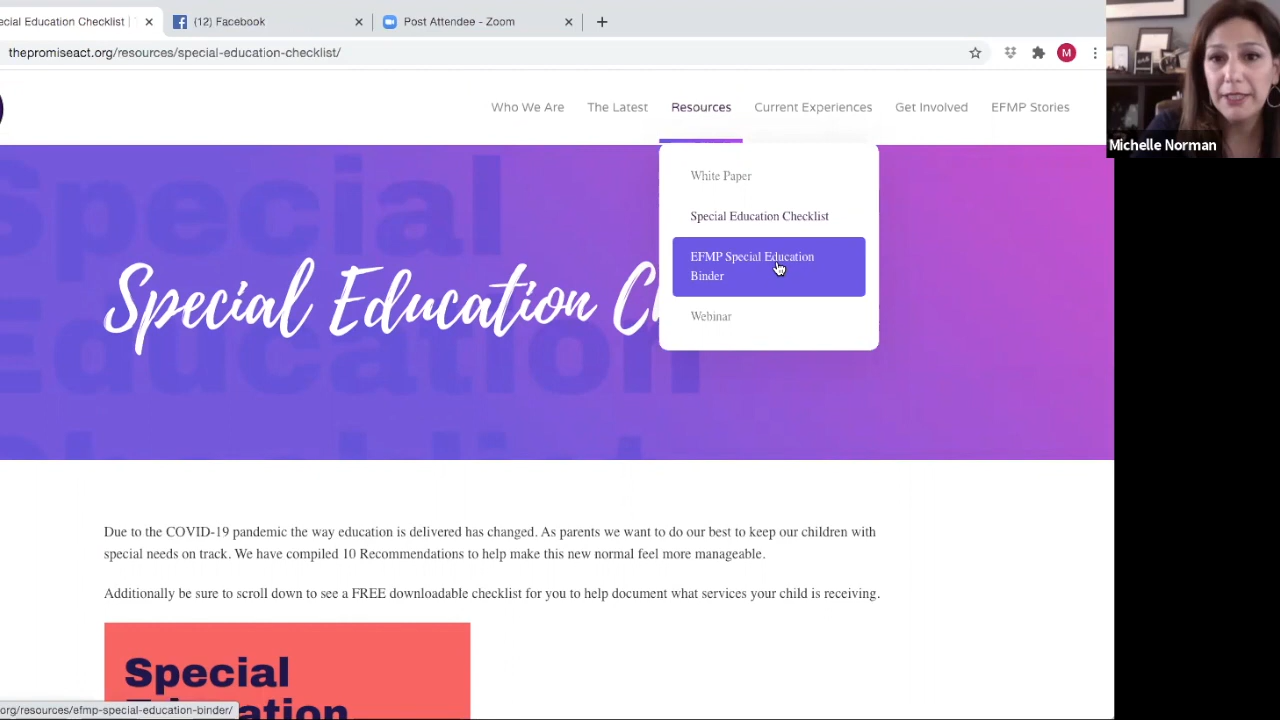 ecial Education Checklist |
(12) Facebook
Post Attendee - Zoom
thepromiseact.org/resources/special-education-checklist/
M
Who We Are
The Latest
Resources
Current Experiences
Get Involved
EFMP Stories
Michelle Norman
White Paper
Special Education Checklist
EFMP Special Education
Binder
Webinar
Special
Education
Special Education C
Due to the COVID-19 pandemic the way education is delivered has changed. As parents we want to do our best to keep our children with
special needs on track. We have compiled 10 Recommendations to help make this new normal feel more manageable.
Additionally be sure to scroll down to see a FREE downloadable checklist for you to help document what services your child is receiving.
Special
org/resources/efmp-special-education-binder/